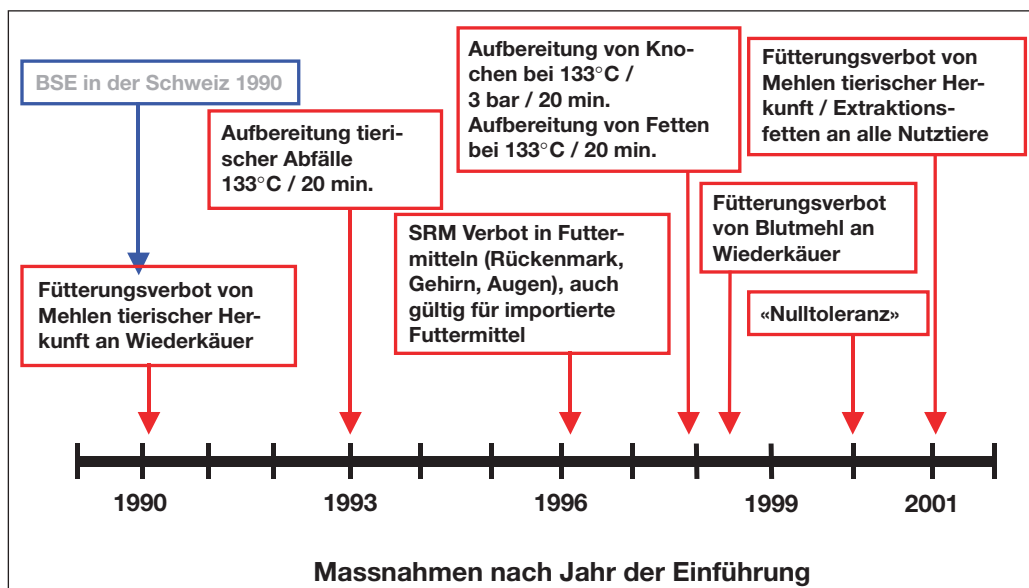 BSE in der Schweiz 1990
Fütterungsverbot von
Mehlen tierischer Her-
kunft an Wiederkäuer
Aufbereitung tieri-
scher Abfälle
133°C / 20 min.
Aufbereitung von Kno-
chen bei 133°C /
3 bar / 20 min.
Aufbereitung von Fetten
bei 133°C / 20 min.
SRM Verbot in Futter-
mitteln (Rückenmark,
Gehirn, Augen), auch
gültig für importierte
Futtermittel
Fütterungsverbot von
Mehlen tierischer Her-
kunft / Extraktions-
fetten an alle Nutztiere
Fütterungsverbot
von Blutmehl an
Wiederkäuer
«Nulltoleranz»
1990 1993 1996 1999 2001
Massnahmen nach Jahr der Einführung